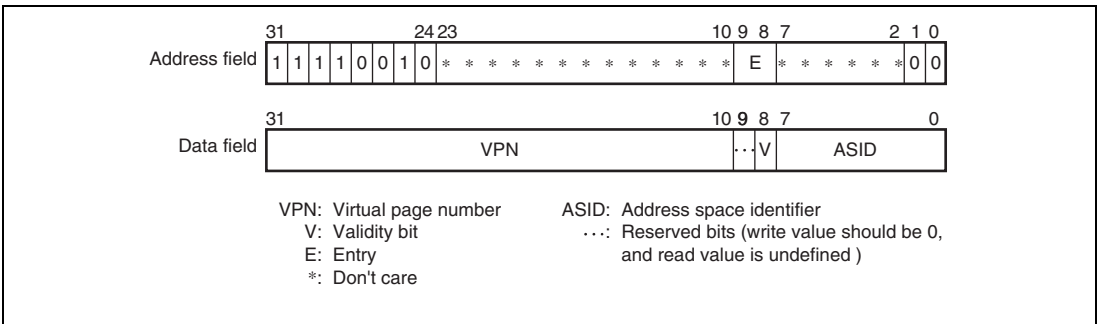 31 24 23 10 9 8 7 2 1 0
Address field 1 1 1 1 0 0 1 0 * * * * * * * * * * * * * * E * * * * * * 0 0
31 10 9 8 7 0
Data field VPN ··· V ASID
VPN: Virtual page number ASID: Address space identifier
V: Validity bit ···: Reserved bits (write value should be 0,
E: Entry and read value is undefined )
*: Don't care